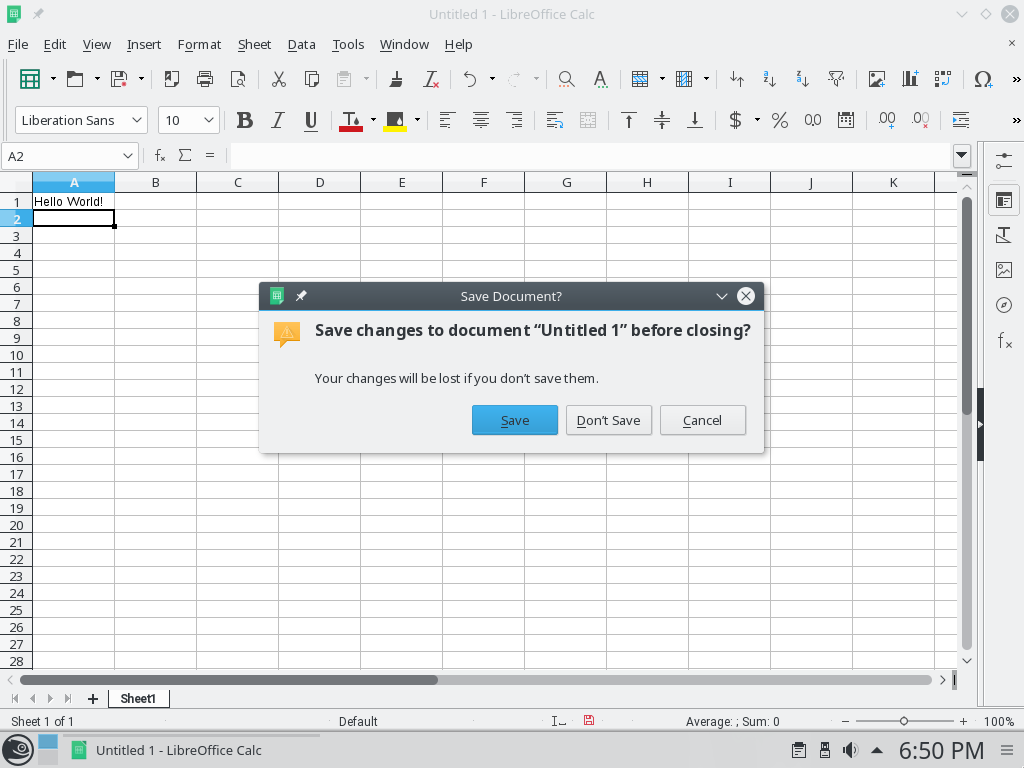 Untitled 1 - LibreOffice Calc
File Edit View Insert Format Sheet Data Tools Window Help
Liberation Sans 10
A2
A B C D E F G H I J K
1 Hello World!
2
3
4
5
6
7
8
9
10
11
12
13
14
15
16
17
18
19
20
21
22
23
24
25
26
27
28
Save Document?
Save changes to document “Untitled 1” before closing?
Your changes will be lost if you don’t save them.
Save Don’t Save Cancel
Sheet1
Sheet 1 of 1 Default Average: ; Sum: 0 100%
Untitled 1 - LibreOffice Calc 6:50 PM